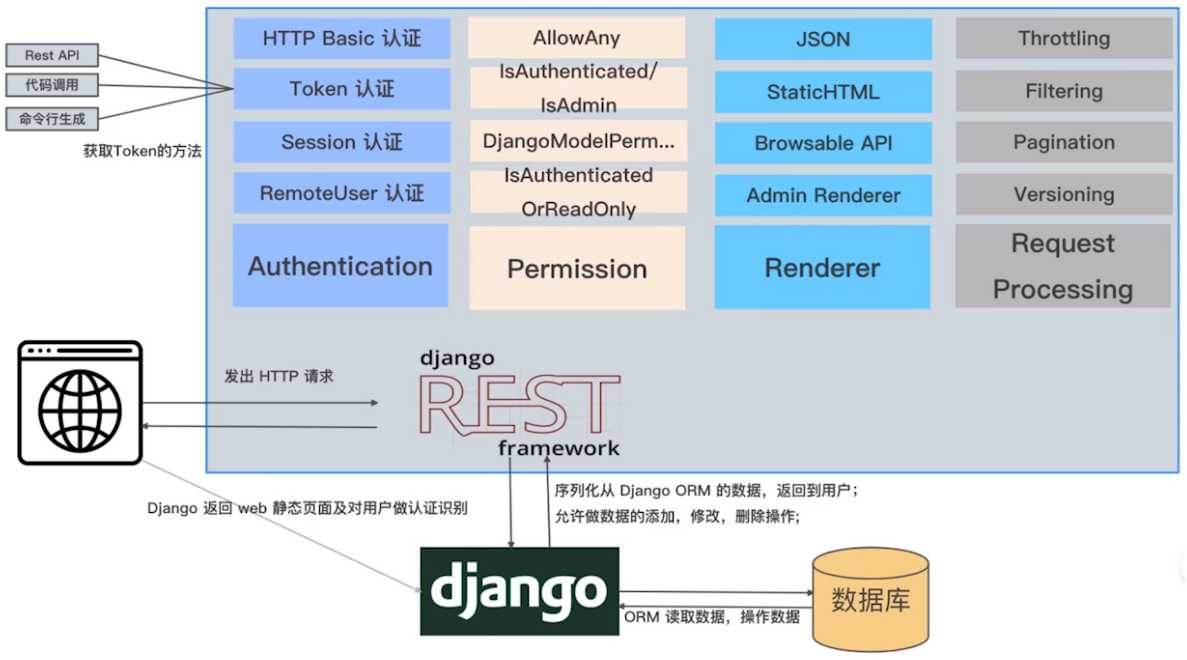 HTTP Basic 认证
AllowAny
JSON
Throttling
Rest API
代码调用
命令行生成
获取Token的方法
Token 认证
IsAuthenticated/
IsAdmin
StaticHTML
Filtering
Session 认证
DjangoModelPerm...
Browsable API
Pagination
RemoteUser 认证
IsAuthenticated
OrReadOnly
Admin Renderer
Versioning
Authentication
Permission
Renderer
Request
Processing
发出 HTTP 请求
django
REST
framework
Django 返回 web 静态页面及对用户做认证识别
序列化从 Django ORM 的数据，返回到用户；
允许做数据的添加，修改，删除操作;
django
数据库
ORM 读取数据，操作数据